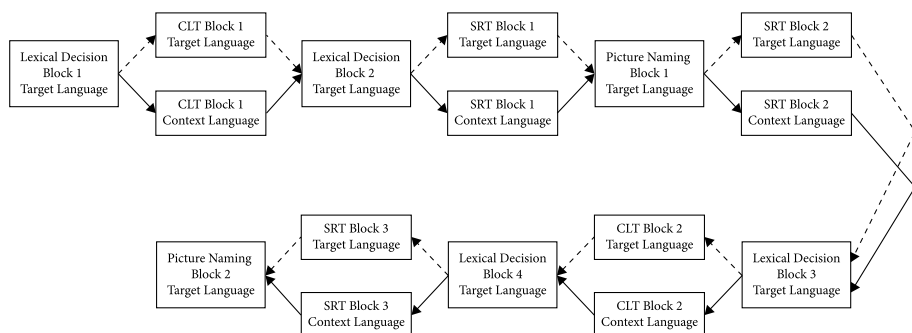 Lexical Decision
Block 1
Target Language
CLT Block 1
Target Language
CLT Block 1
Context Language
Lexical Decision
Block 2
Target Language
SRT Block 1
Target Language
SRT Block 1
Context Language
Picture Naming
Block 1
Target Language
SRT Block 2
Target Language
SRT Block 2
Context Language
Lexical Decision
Block 3
Target Language
CLT Block 2
Target Language
CLT Block 2
Context Language
Lexical Decision
Block 4
Target Language
SRT Block 3
Target Language
SRT Block 3
Context Language
Picture Naming
Block 2
Target Language